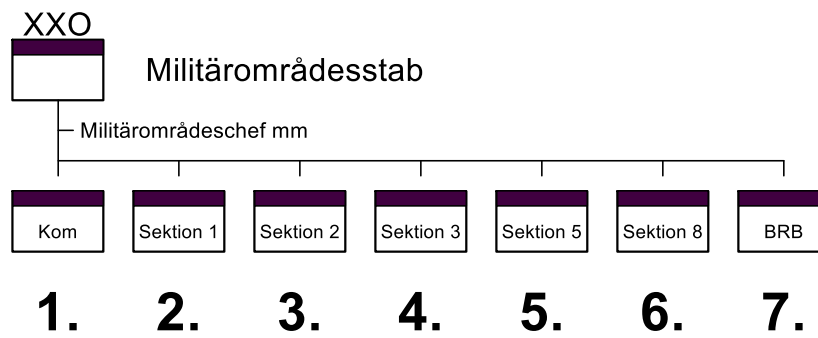 XXO
Militärområdesstab
Militärområdeschef mm
Kom Sektion 1 Sektion 2 Sektion 3 Sektion 5 Sektion 8 BRB
1. 2. 3. 4. 5. 6. 7.